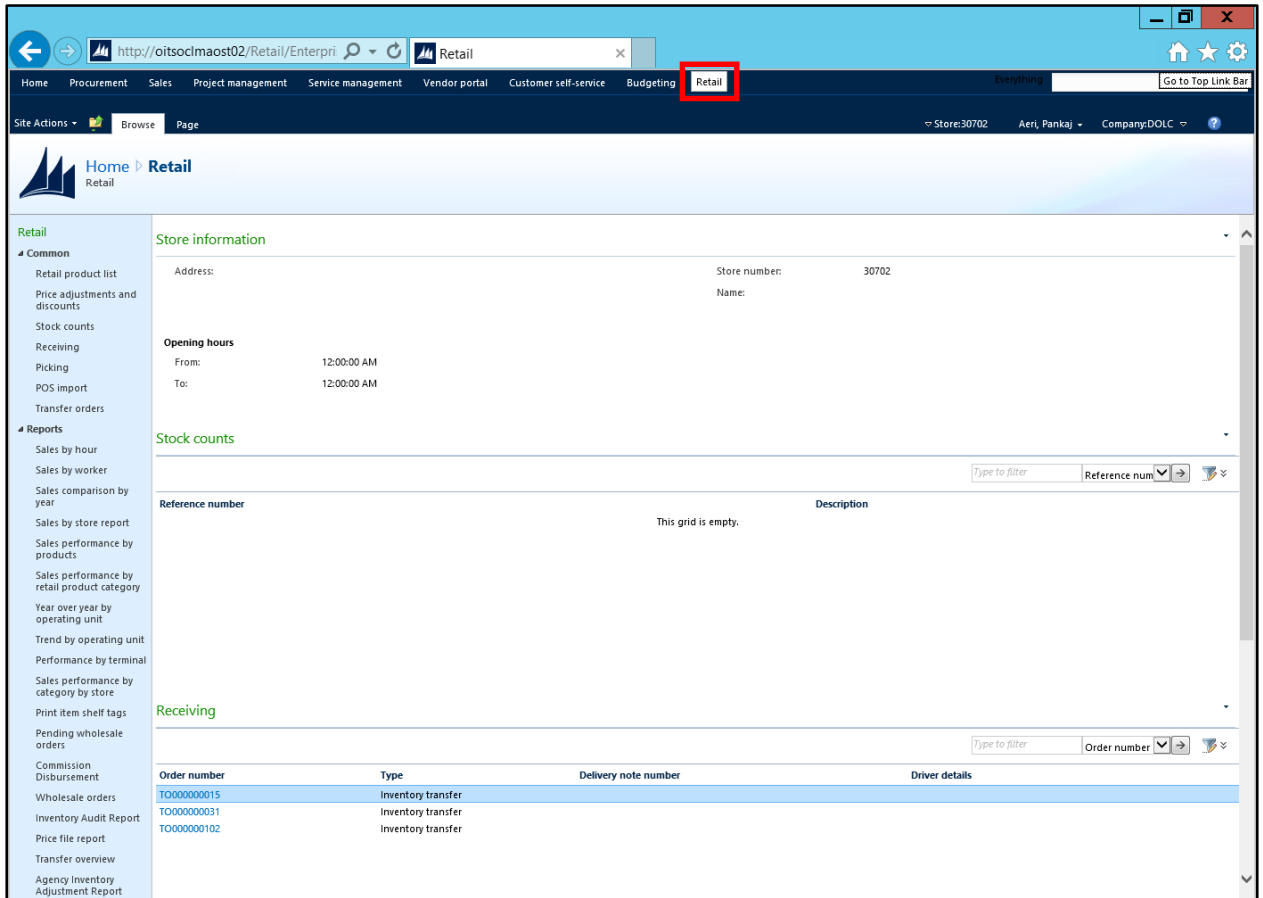 http://oitsoclmaost02/Retail/Enterpri
Retail
Home Procurement Sales Project management Service management Vendor portal Customer self-service Budgeting Retail Everything Go to Top Link Bar
Site Actions Browse Page Store:30702 Aeri, Pankaj Company:DOLC
Home Retail
Retail
Retail
Common
Retail product list
Price adjustments and
discounts
Stock counts
Receiving
Picking
POS import
Transfer orders
Reports
Sales by hour
Sales by worker
Sales comparison by
year
Sales by store report
Sales performance by
products
Sales performance by
retail product category
Year over year by
operating unit
Trend by operating unit
Performance by terminal
Sales performance by
category by store
Print item shelf tags
Pending wholesale
orders
Commission
Disbursement
Wholesale orders
Inventory Audit Report
Price file report
Transfer overview
Agency Inventory
Adjustment Report
Store information
Address: Store number: 30702
Name:
Opening hours
From: 12:00:00 AM
To: 12:00:00 AM
Stock counts
Type to filter Reference num
Reference number Description
This grid is empty.
Receiving
Type to filter Order number
Order number Type Delivery note number Driver details
TO000000015 Inventory transfer
TO000000031 Inventory transfer
TO000000102 Inventory transfer